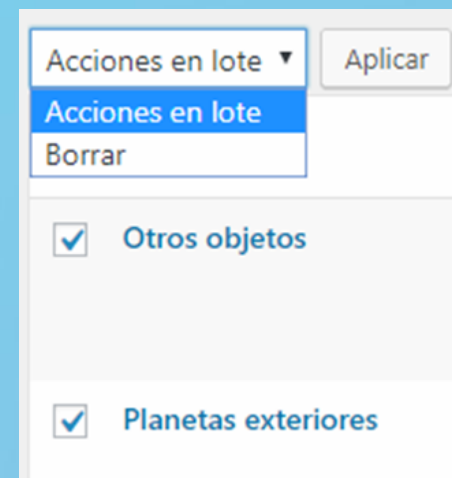 Acciones en lote Aplicar
Acciones en lote
Borrar
Otros objetos
Planetas exteriores